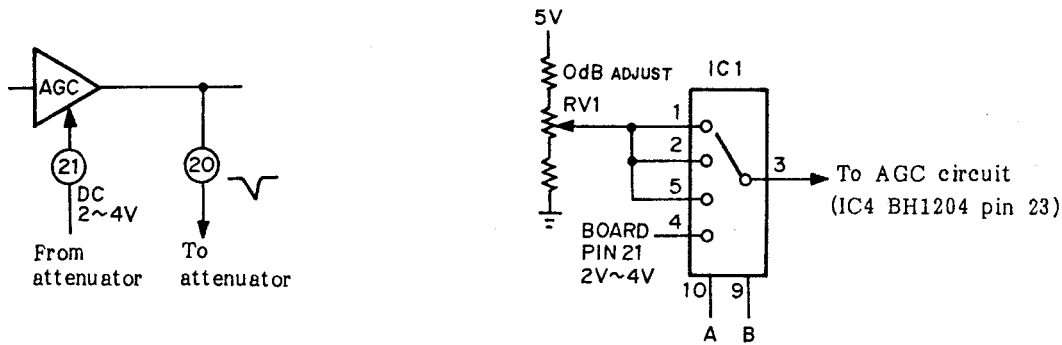 AGC
21
20
DC
2~4V
From
attenuator
To
attenuator
5V
0dB ADJUST
RV1
IC1
1
2
5
4
3
BOARD
PIN 21
2V~4V
10
9
A
B
To AGC circuit
(IC4 BH1204 pin 23)